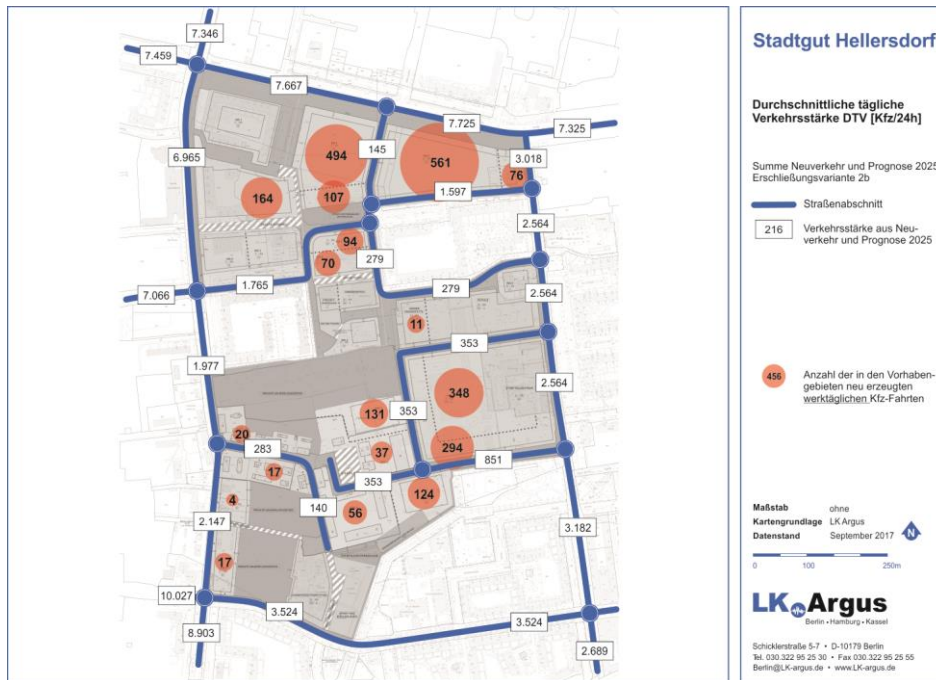 7.346
7.459
7.667
7.725
7.325
6.965
494
145
561
3.018
76
164
107
1.597
2.564
94
70
279
7.066
1.765
279
2.564
11
353
1.977
348
2.564
131
353
20
283
37
294
851
17
353
4
140
56
124
2.147
3.182
17
10.027
3.524
3.524
8.903
2.689
Stadtgut Hellersdorf
Durchschnittliche tägliche
Verkehrsstärke DTV [Kfz/24h]
Summe Neuverkehr und Prognose 2025
Erschließungsvariante 2b
Straßenabschnitt
216 Verkehrsstärke aus Neu-
verkehr und Prognose 2025
456 Anzahl der in den Vorhaben-
gebieten neu erzeugten
werktäglichen Kfz-Fahrten
Maßstab ohne
Kartengrundlage LK Argus
Datenstand September 2017
N
0 100 250m
LK Argus
Berlin • Hamburg • Kassel
Schicklerstraße 5-7 • D-10179 Berlin
Tel. 030.322 95 25 30 • Fax 030.322 95 25 55
Berlin@LK-argus.de • www.LK-argus.de